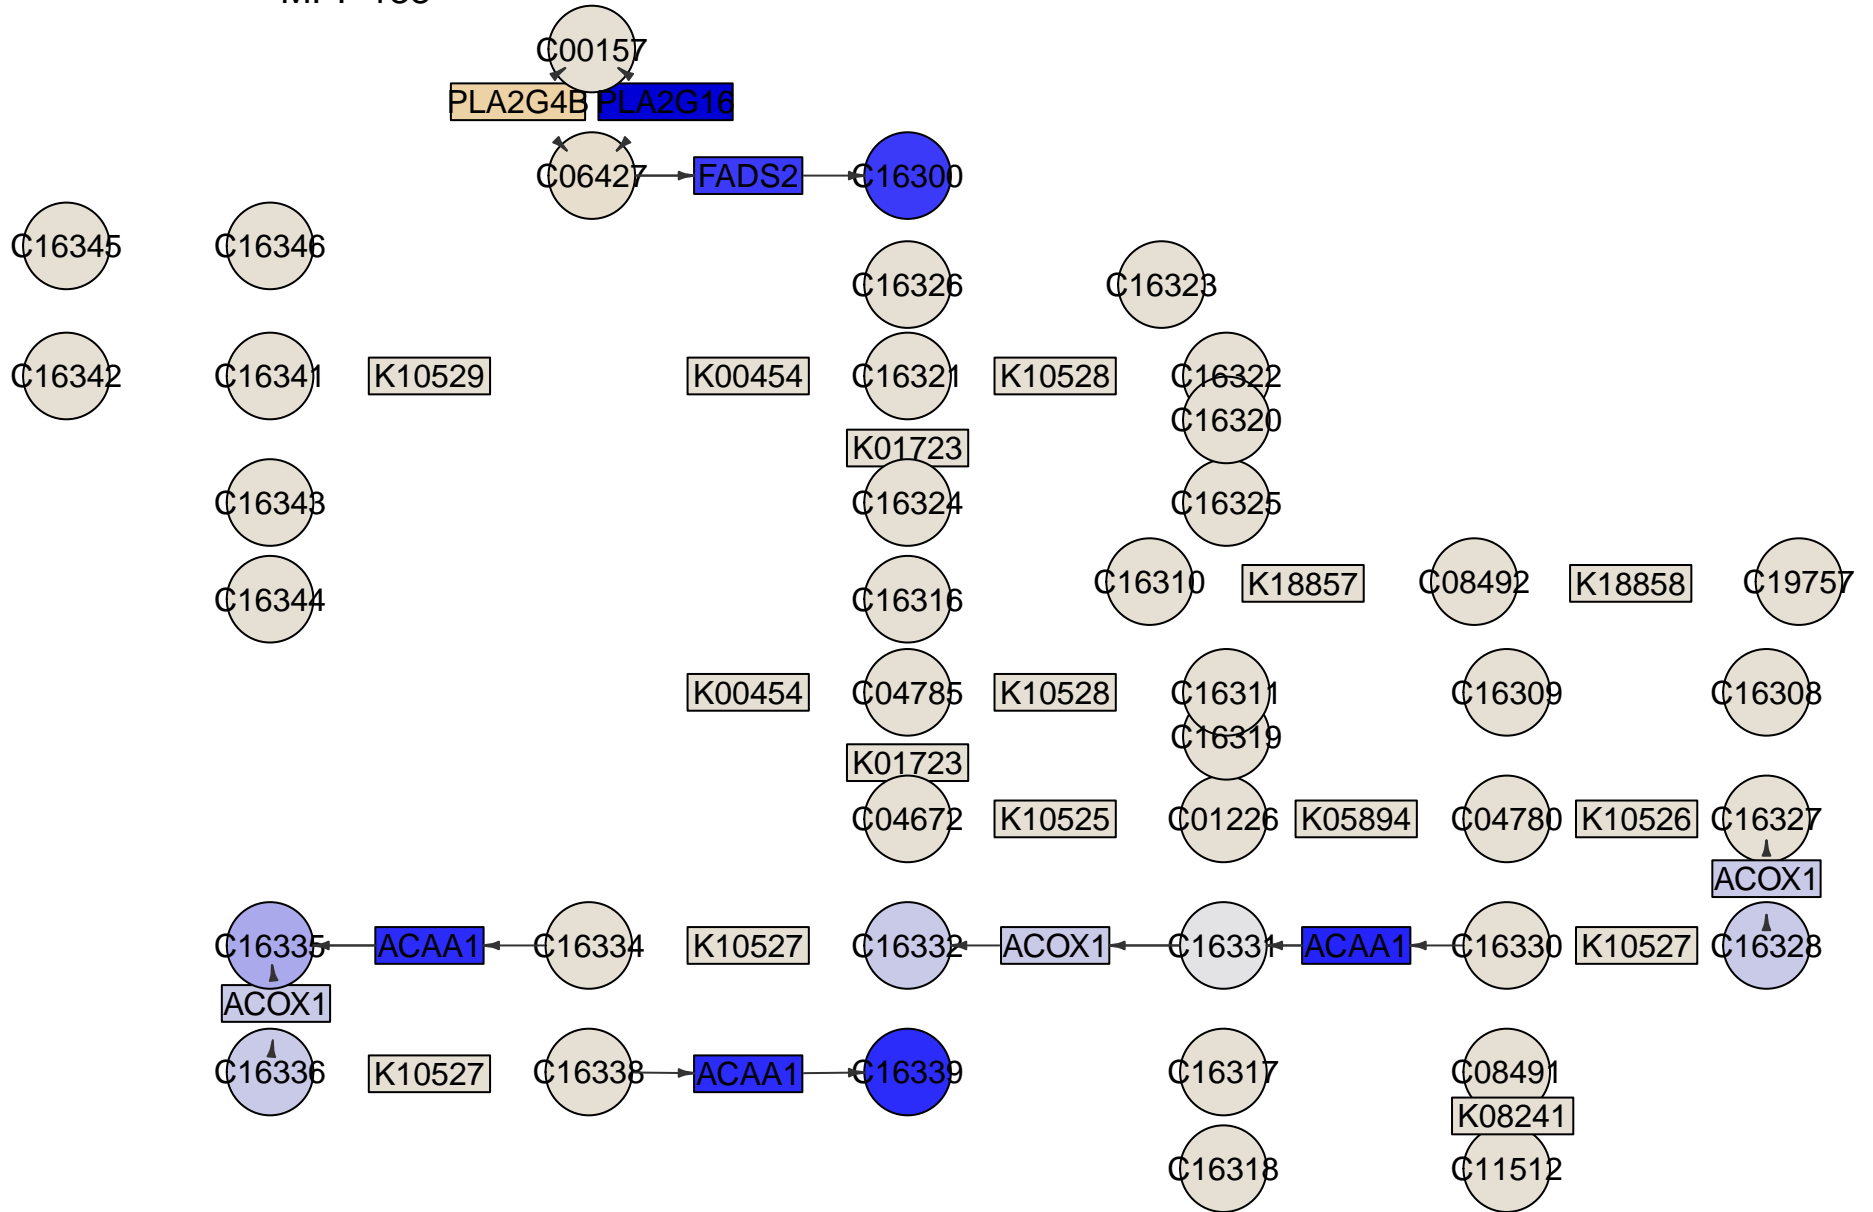 C00157
PLA2G4B PLA2G16
C06427 FADS2 C16300
C16345 C16346
C16326 C16323
C16342 C16341 K10529 K00454 C16321 K10528 C16322
C16320
K01723
C16343 C16324 C16325
C16310 K18857 C08492 K18858 C19757
C16344 C16316
K00454 C04785 K10528 C16311 C16309 C16308
C16319
K01723
C04672 K10525 C01226 K05894 C04780 K10526 C16327
ACOX1
C16335 ACAA1 C16334 K10527 C16332 ACOX1 C16331 ACAA1 C16330 K10527 C16328
ACOX1
C16336 K10527 C16338 ACAA1 C16339 C16317 C08491
K08241
C16318 C11512